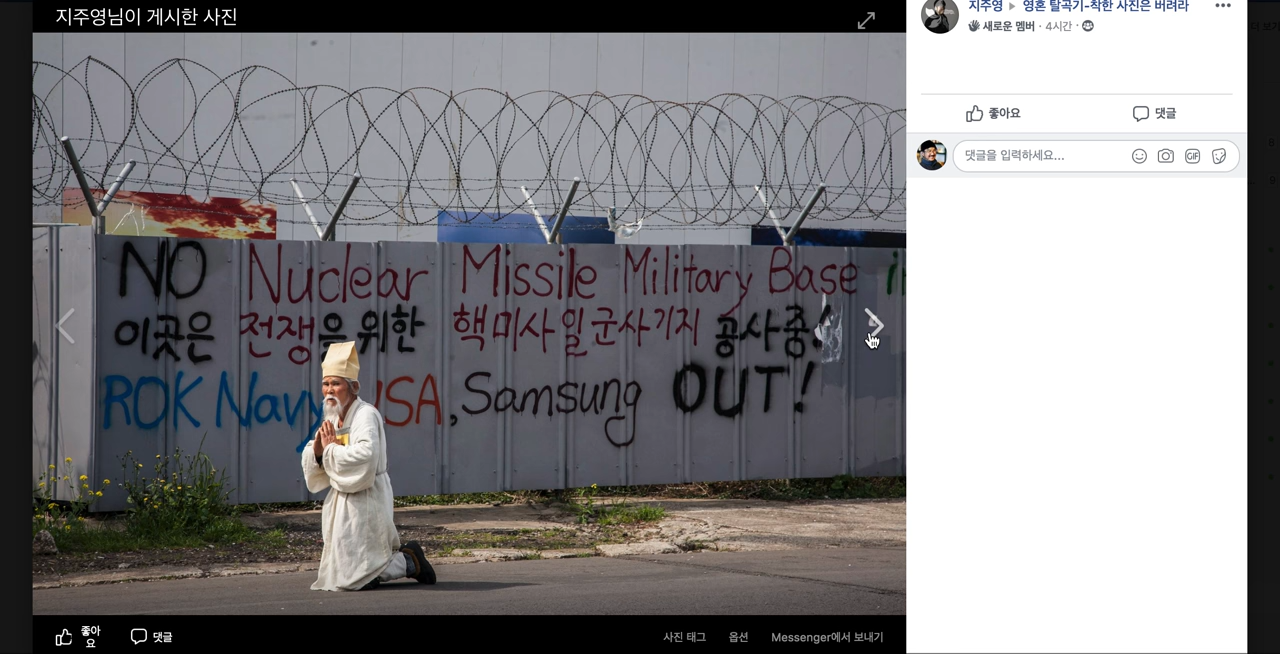 지주영님이 게시한 사진
NO Nuclear Missile Military Base
이곳은 전쟁을 위한 핵미사일군사기지 공사중!
ROK Navy USA, Samsung OUT!
좋아요
댓글
사진 태그
옵션
Messenger에서 보내기
지주영 ▶ 영혼 탈곡기-착한 사진은 버려라
새로운 멤버 · 4시간 ·
좋아요
댓글
댓글을 입력하세요...
GIF